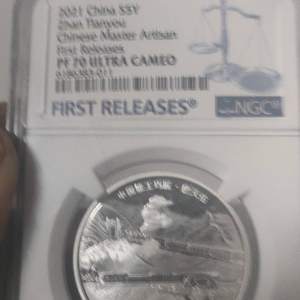 2021 China S5Y
Zhan Tianyou
Chinese Master Artisan
First Releases
PF 70 ULTRA CAMEO
FIRST RELEASES®
NGC®